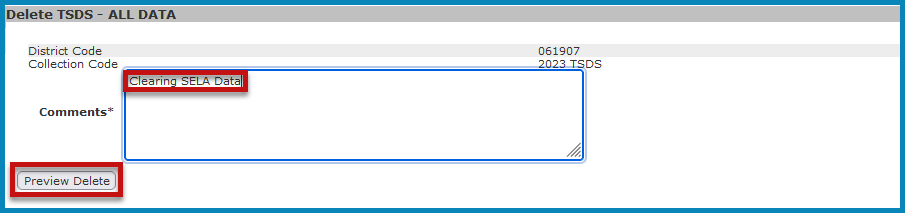 Delete TSDS - ALL DATA
District Code 061907
Collection Code 2023 TSDS
Clearing SELA Data
Comments*
Preview Delete